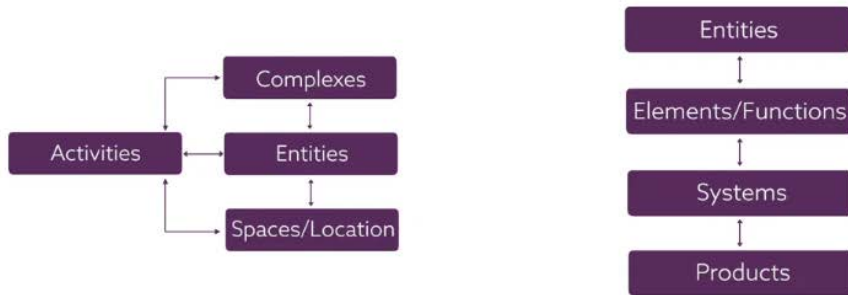 Complexes
Activities
Entities
Spaces/Location
Entities
Elements/Functions
Systems
Products